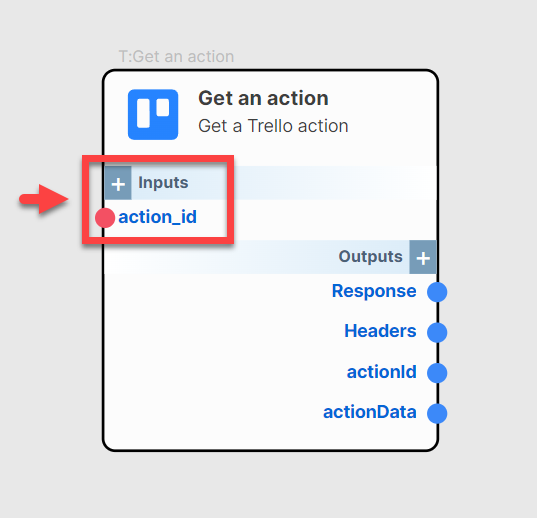 T:Get an action
Get an action
Get a Trello action
+ Inputs
action_id
Outputs +
Response
Headers
actionId
actionData